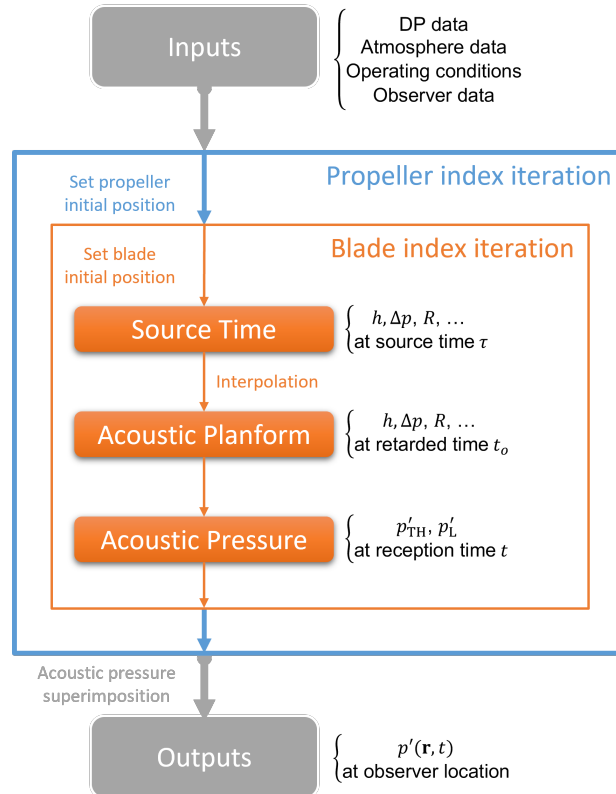 Inputs
DP data
Atmosphere data
Operating conditions
Observer data
Propeller index iteration
Set propeller
initial position
Blade index iteration
Set blade
initial position
Source Time
h, Δp, R, …
at source time τ
Interpolation
Acoustic Planform
h, Δp, R, …
at retarded time tₒ
Acoustic Pressure
p′_TH, p′_L
at reception time t
Acoustic pressure
superimposition
Outputs
p′(r, t)
at observer location